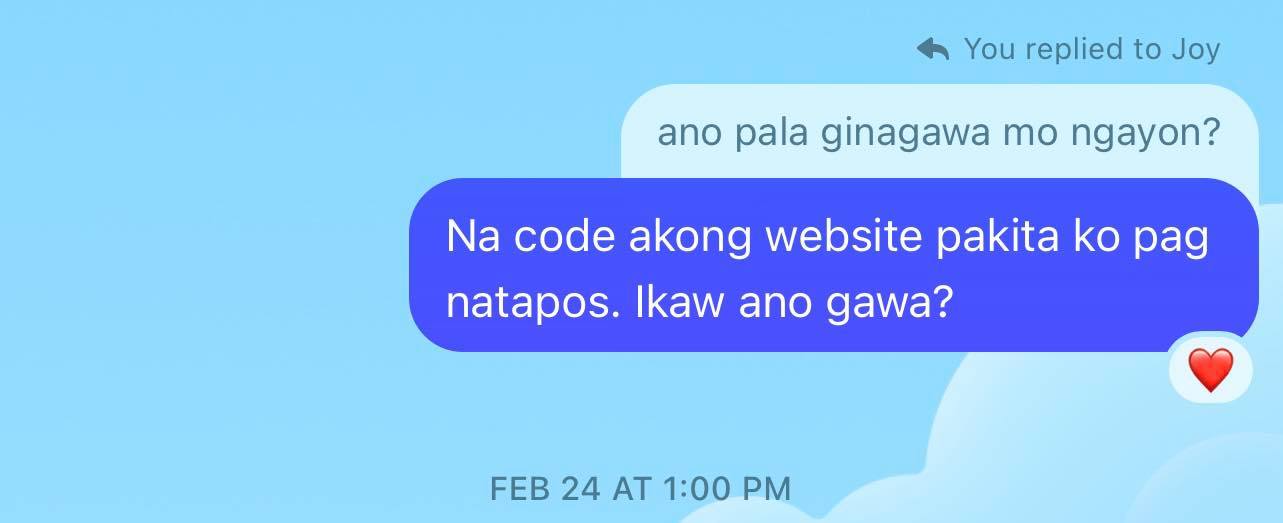 You replied to Joy
ano pala ginagawa mo ngayon?
Na code akong website pakita ko pag
natapos. Ikaw ano gawa?
FEB 24 AT 1:00 PM